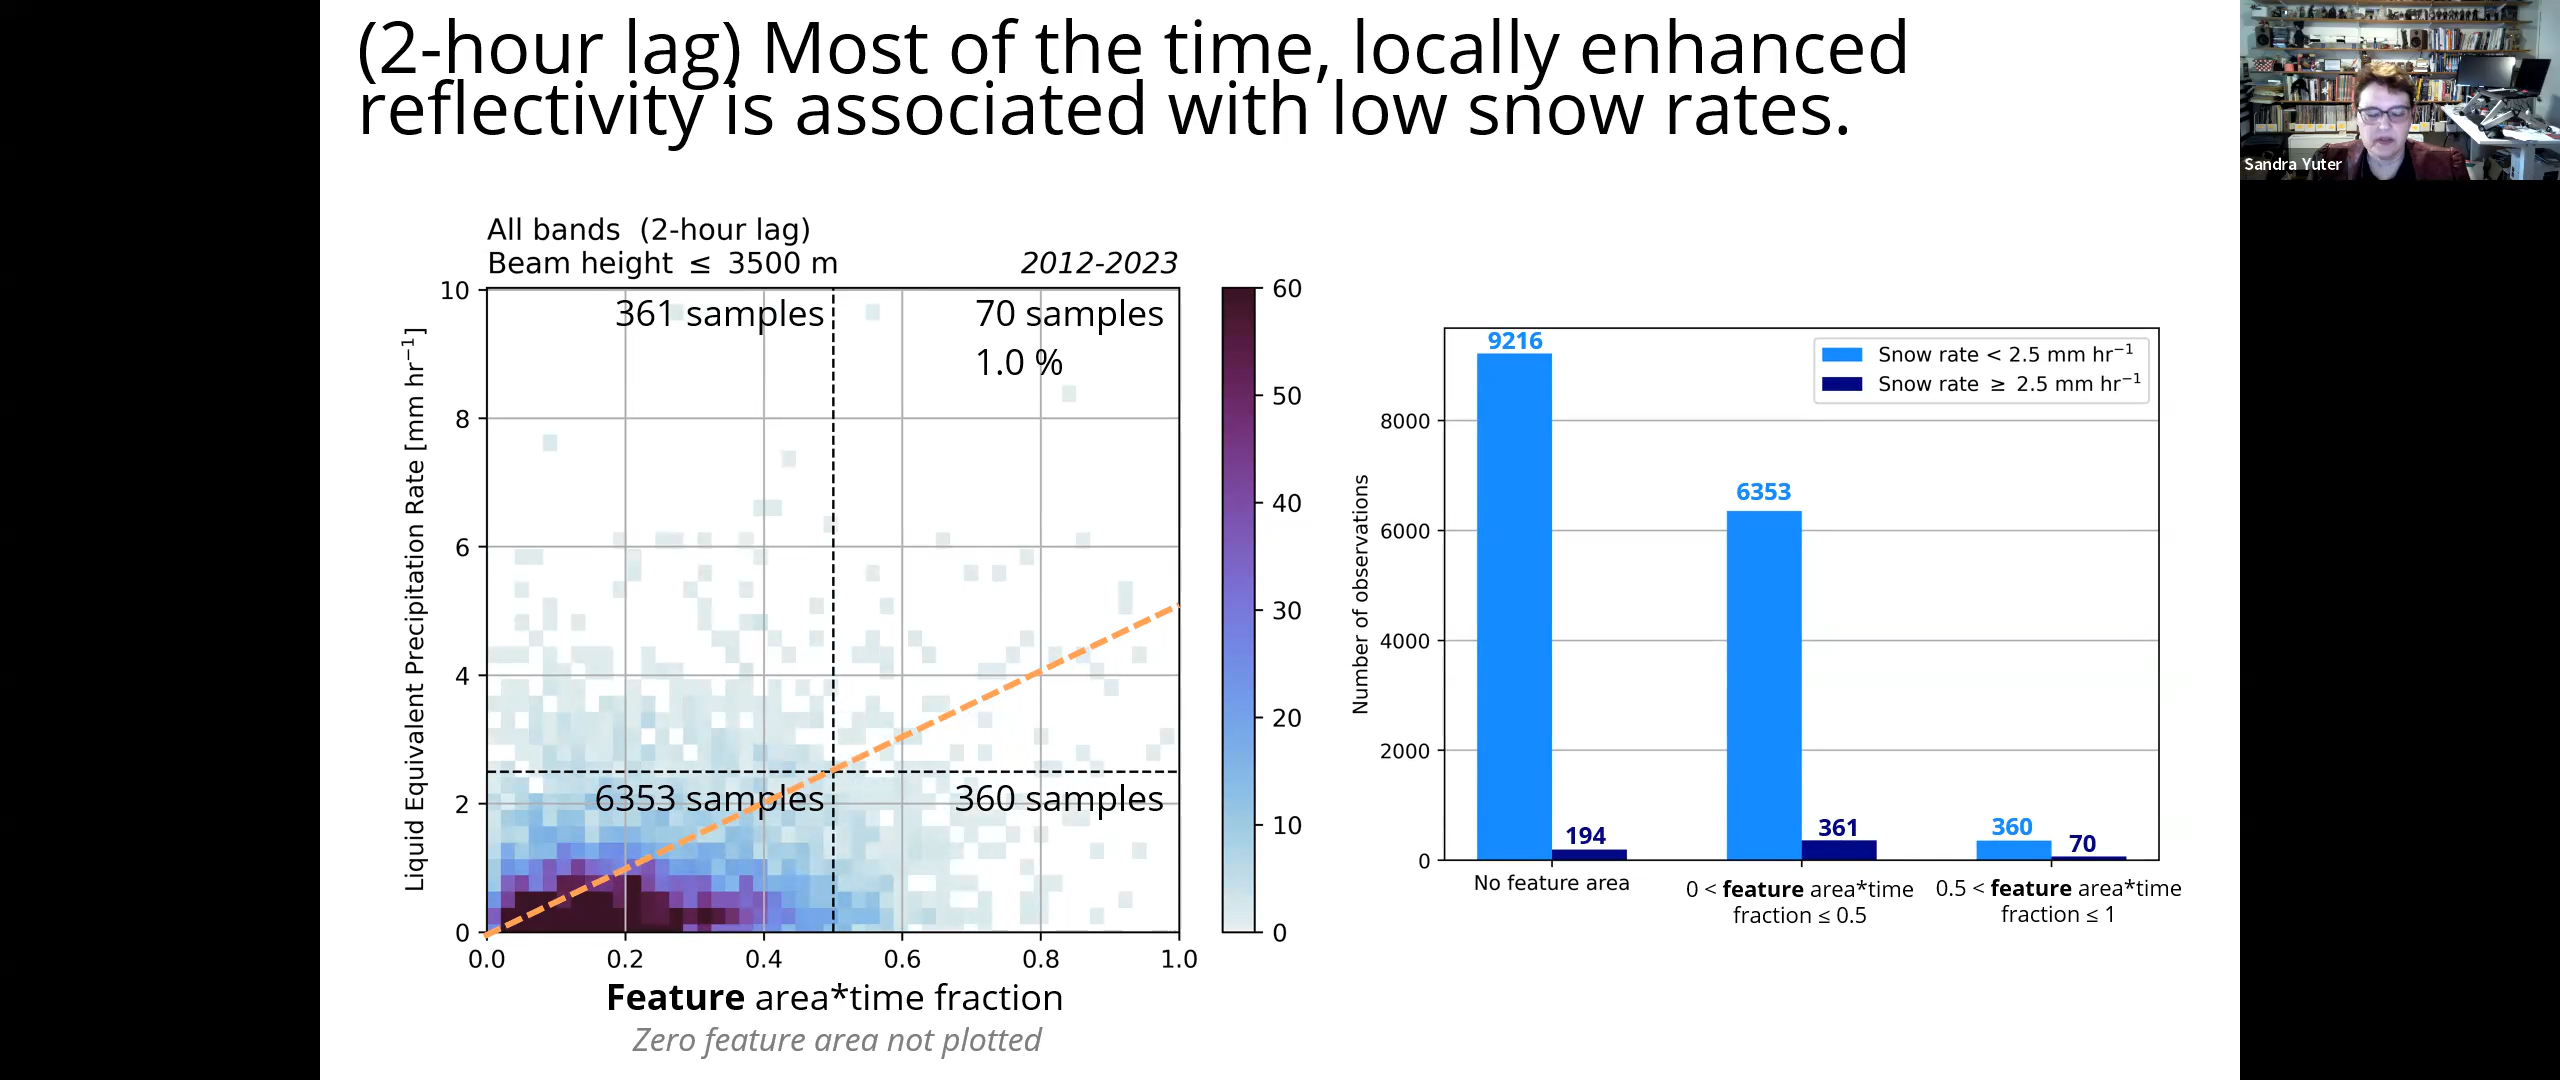 (2-hour lag) Most of the time, locally enhanced
reflectivity is associated with low snow rates.
Sandra Yuter
All bands (2-hour lag)
Beam height ≤ 3500 m
2012-2023
361 samples
70 samples
1.0 %
6353 samples
360 samples
Liquid Equivalent Precipitation Rate [mm hr⁻¹]
10
8
6
4
2
0
0.0 0.2 0.4 0.6 0.8 1.0
Feature area*time fraction
Zero feature area not plotted
60
50
40
30
20
10
0
Snow rate < 2.5 mm hr⁻¹
Snow rate ≥ 2.5 mm hr⁻¹
Number of observations
8000
6000
4000
2000
0
9216
194
6353
361
360
70
No feature area
0 < feature area*time
fraction ≤ 0.5
0.5 < feature area*time
fraction ≤ 1